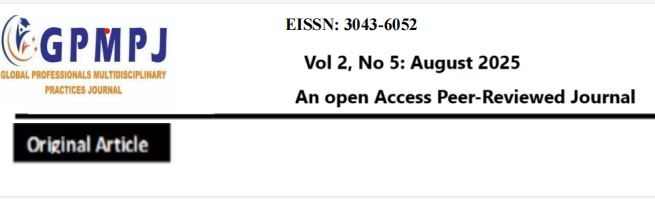 GPMPJ
GLOBAL PROFESSIONALS MULTIDISCIPLINARY
PRACTICES JOURNAL
EISSN: 3043-6052
Vol 2, No 5: August 2025
An open Access Peer-Reviewed Journal
Original Article